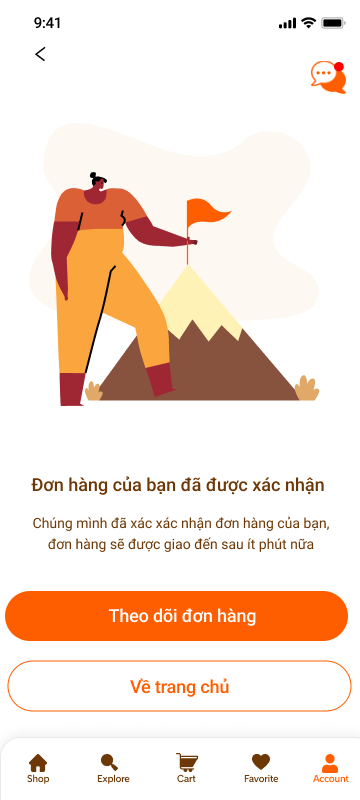 9:41
Đơn hàng của bạn đã được xác nhận
Chúng mình đã xác xác nhận đơn hàng của bạn,
đơn hàng sẽ được giao đến sau ít phút nữa
Theo dõi đơn hàng
Về trang chủ
Shop Explore Cart Favorite Account